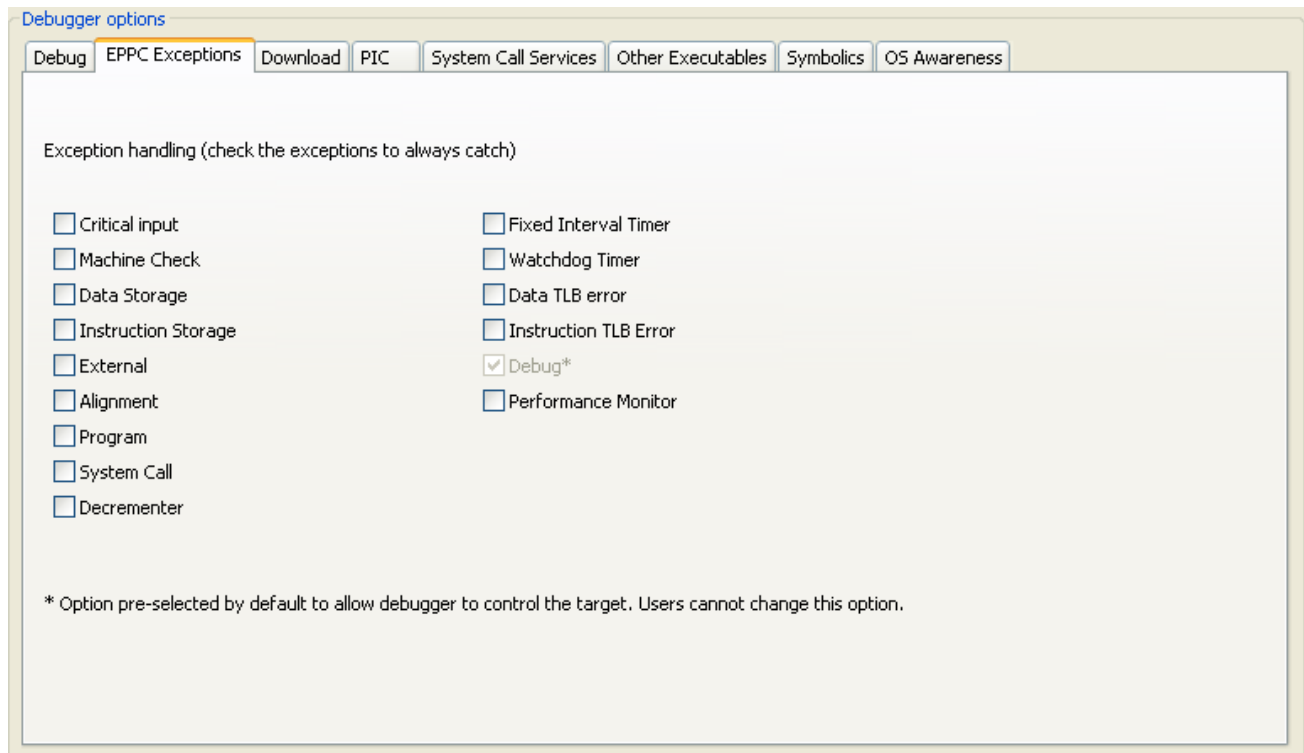 Debugger options
Debug EPPC Exceptions Download PIC System Call Services Other Executables Symbolics OS Awareness
Exception handling (check the exceptions to always catch)
Critical input Fixed Interval Timer
Machine Check Watchdog Timer
Data Storage Data TLB error
Instruction Storage Instruction TLB Error
External Debug*
Alignment Performance Monitor
Program
System Call
Decrementer
* Option pre-selected by default to allow debugger to control the target. Users cannot change this option.